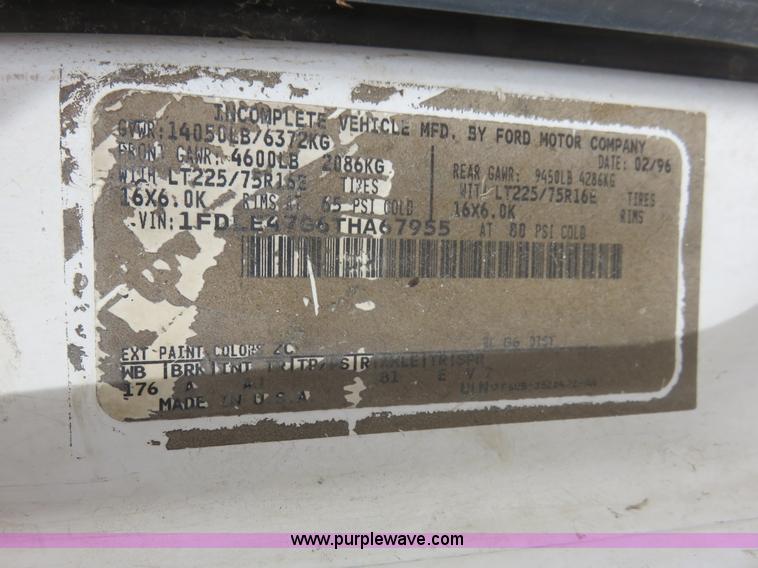 INCOMPLETE VEHICLE MFD. BY FORD MOTOR COMPANY
GVWR: 14050LB/6372KG
DATE: 02/96
FRONT GAWR: 4600LB 2086KG
REAR GAWR: 9450LB 4286KG
WITH LT225/75R16E TIRES
WITH LT225/75R16E TIRES
16X6.0K RIMS AT 65 PSI COLD
16X6.0K RIMS
AT 80 PSI COLD
VIN: 1FDLE47G6THA67955
EXT PAINT COLORS 2C
WB BRK INT TR TP/PS R AXLE TR SPR
176 A 81 E V
MADE IN U.S.A
www.purplewave.com